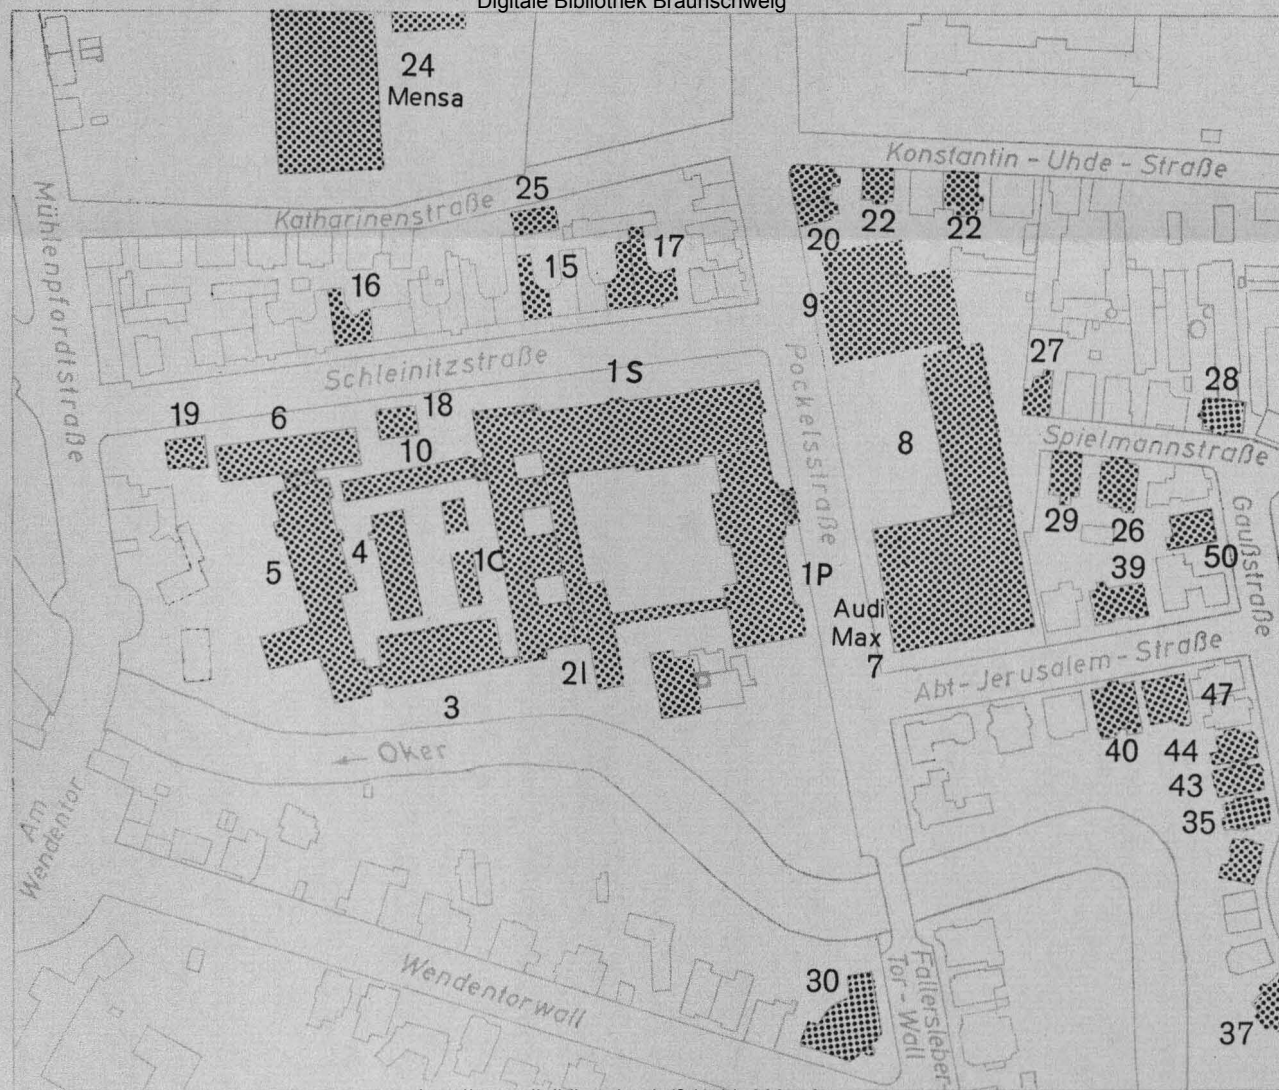 Digitale Bibliothek Braunschweig
24
Mensa
Konstantin-Uhde-Straße
Mühlenpfordtstraße
25
Katharinenstraße
22
20
22
17
15
16
9
Schleinitzstraße
1S
Pockelsstraße
27
28
19
6
18
10
8
Spielmannstraße
29
26
Gaußstraße
50
4
1C
5
1P
39
Audi
Max
7
21
3
Abt-Jerusalem-Straße
47
40
44
43
35
← Oker
Am
Wendentor
Wendentorwall
30
Fallersleber-
Tor-Wall
37